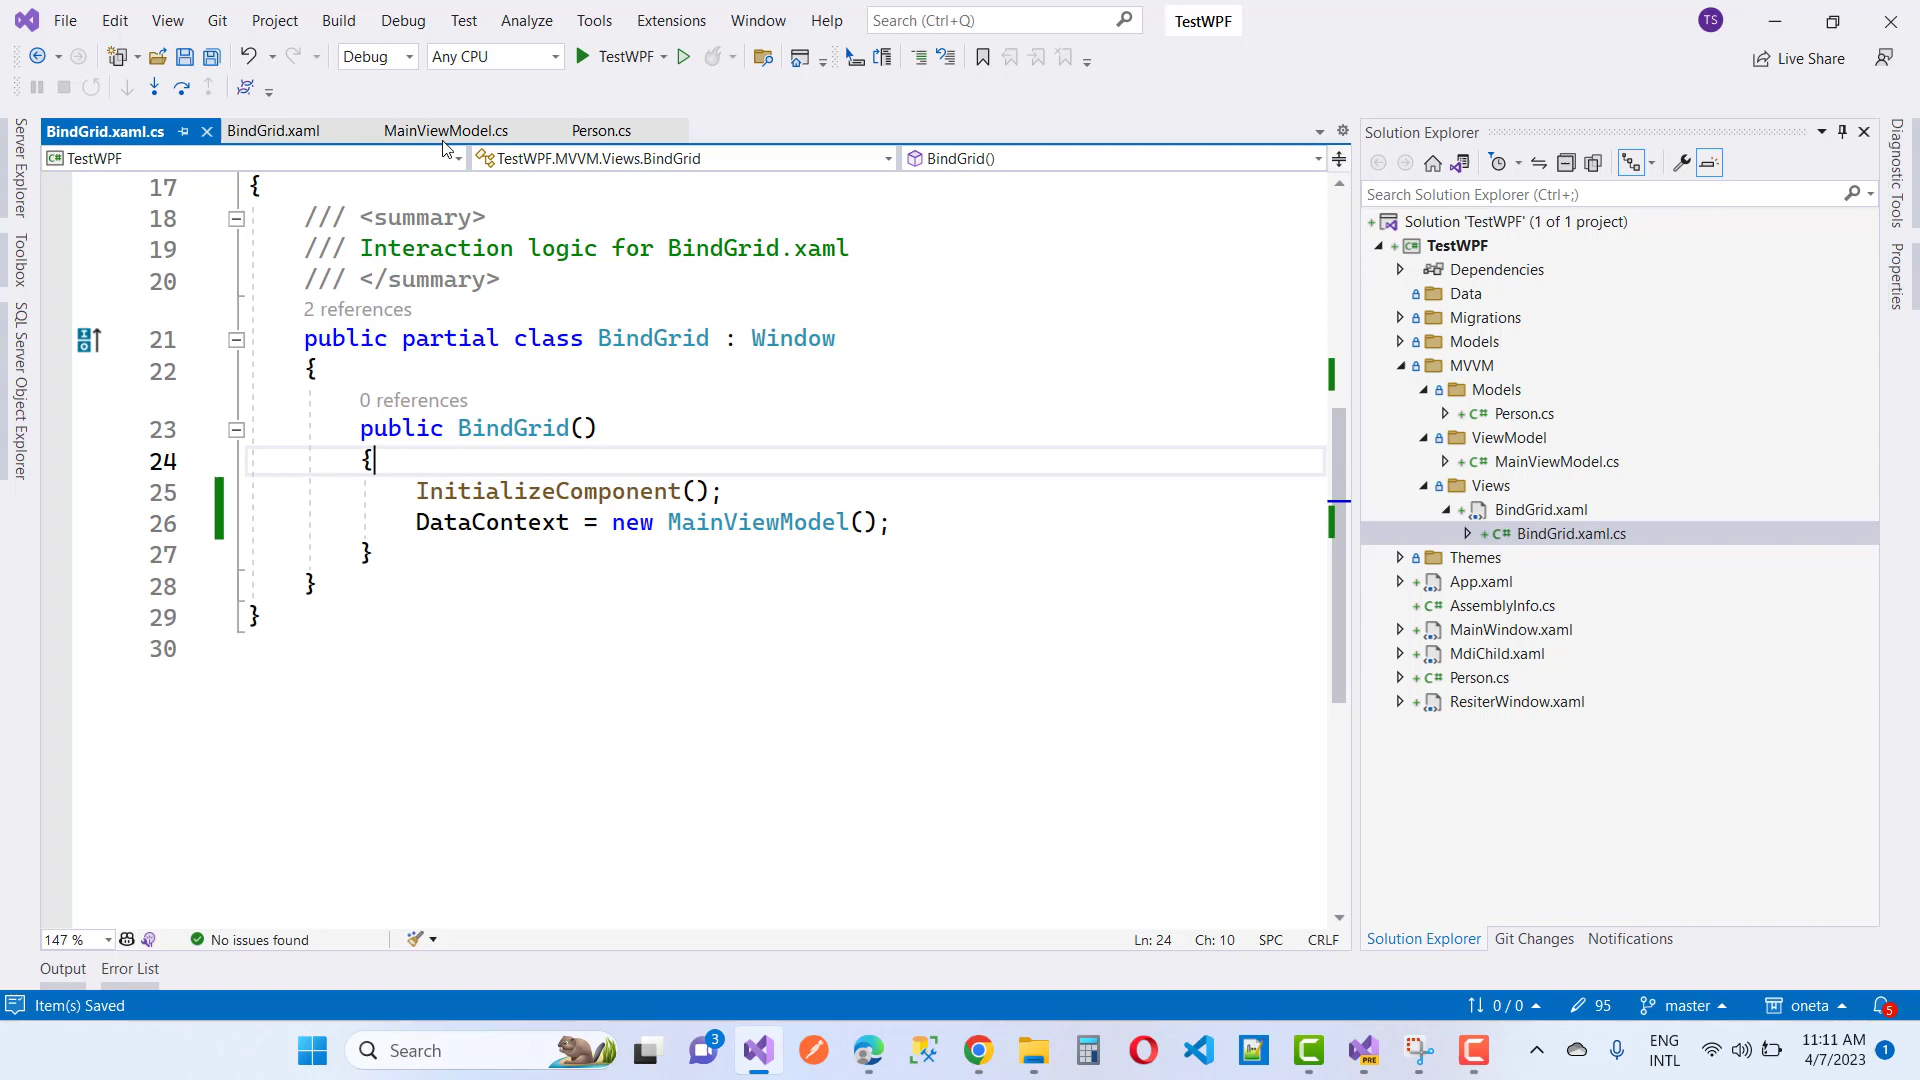 File Edit View Git Project Build Debug Test Analyze Tools Extensions Window Help Search (Ctrl+Q) TestWPF TS
Debug Any CPU TestWPF Live Share
BindGrid.xaml.cs BindGrid.xaml MainViewModel.cs Person.cs
TestWPF TestWPF.MVVM.Views.BindGrid BindGrid()
17 {
18 /// <summary>
19 /// Interaction logic for BindGrid.xaml
20 /// </summary>
2 references
21 public partial class BindGrid : Window
22 {
0 references
23 public BindGrid()
24 {
25 InitializeComponent();
26 DataContext = new MainViewModel();
27 }
28 }
29 }
30
147 % No issues found Ln: 24 Ch: 10 SPC CRLF
Output Error List
Server Explorer
Toolbox
SQL Server Object Explorer
Solution Explorer
Search Solution Explorer (Ctrl+;)
Solution 'TestWPF' (1 of 1 project)
TestWPF
Dependencies
Data
Migrations
Models
MVVM
Models
C# Person.cs
ViewModel
C# MainViewModel.cs
Views
BindGrid.xaml
C# BindGrid.xaml.cs
Themes
App.xaml
C# AssemblyInfo.cs
MainWindow.xaml
MdiChild.xaml
C# Person.cs
ResiterWindow.xaml
Solution Explorer Git Changes Notifications
Diagnostic Tools
Properties
Item(s) Saved 0 / 0 95 master oneta 5
Search 3 PRE ENG 11:11 AM 1
INTL 4/7/2023